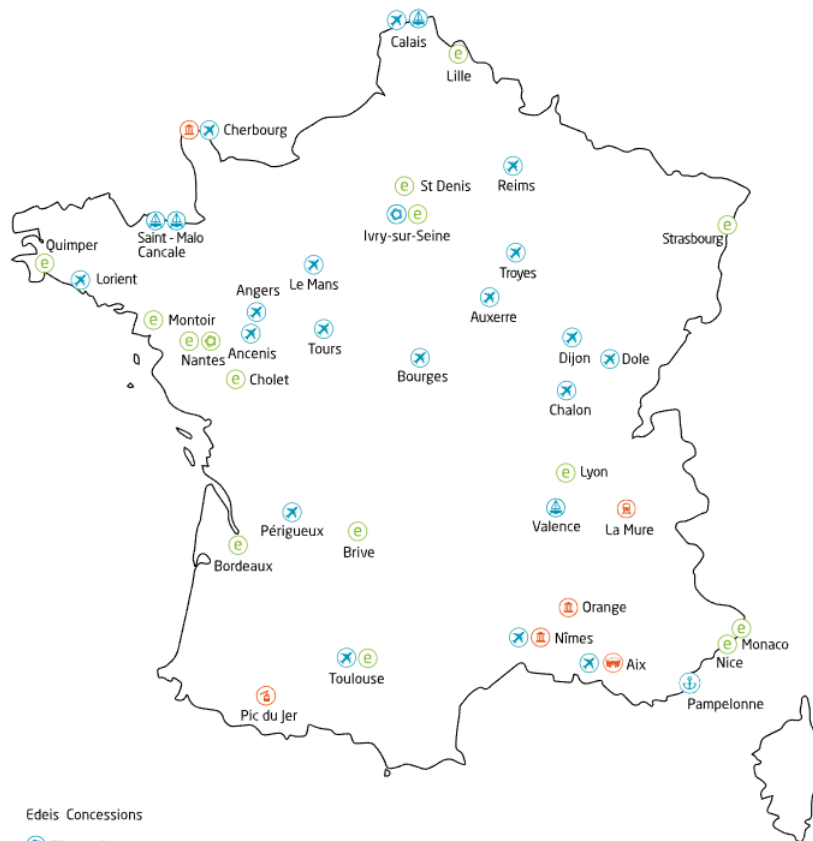 Calais
Lille
Cherbourg
e St Denis
Reims
Saint - Malo
Cancale
Ivry-sur-Seine
Strasbourg
Quimper
Lorient
Le Mans
Troyes
Angers
Auxerre
Montoir
Nantes
Ancenis
Tours
Bourges
Dijon
Dole
Cholet
Chalon
Lyon
Périgueux
Valence
La Mure
Bordeaux
Brive
Orange
Nîmes
Monaco
Nice
Toulouse
Aix
Pampelonne
Pic du Jer
Edeis Concessions